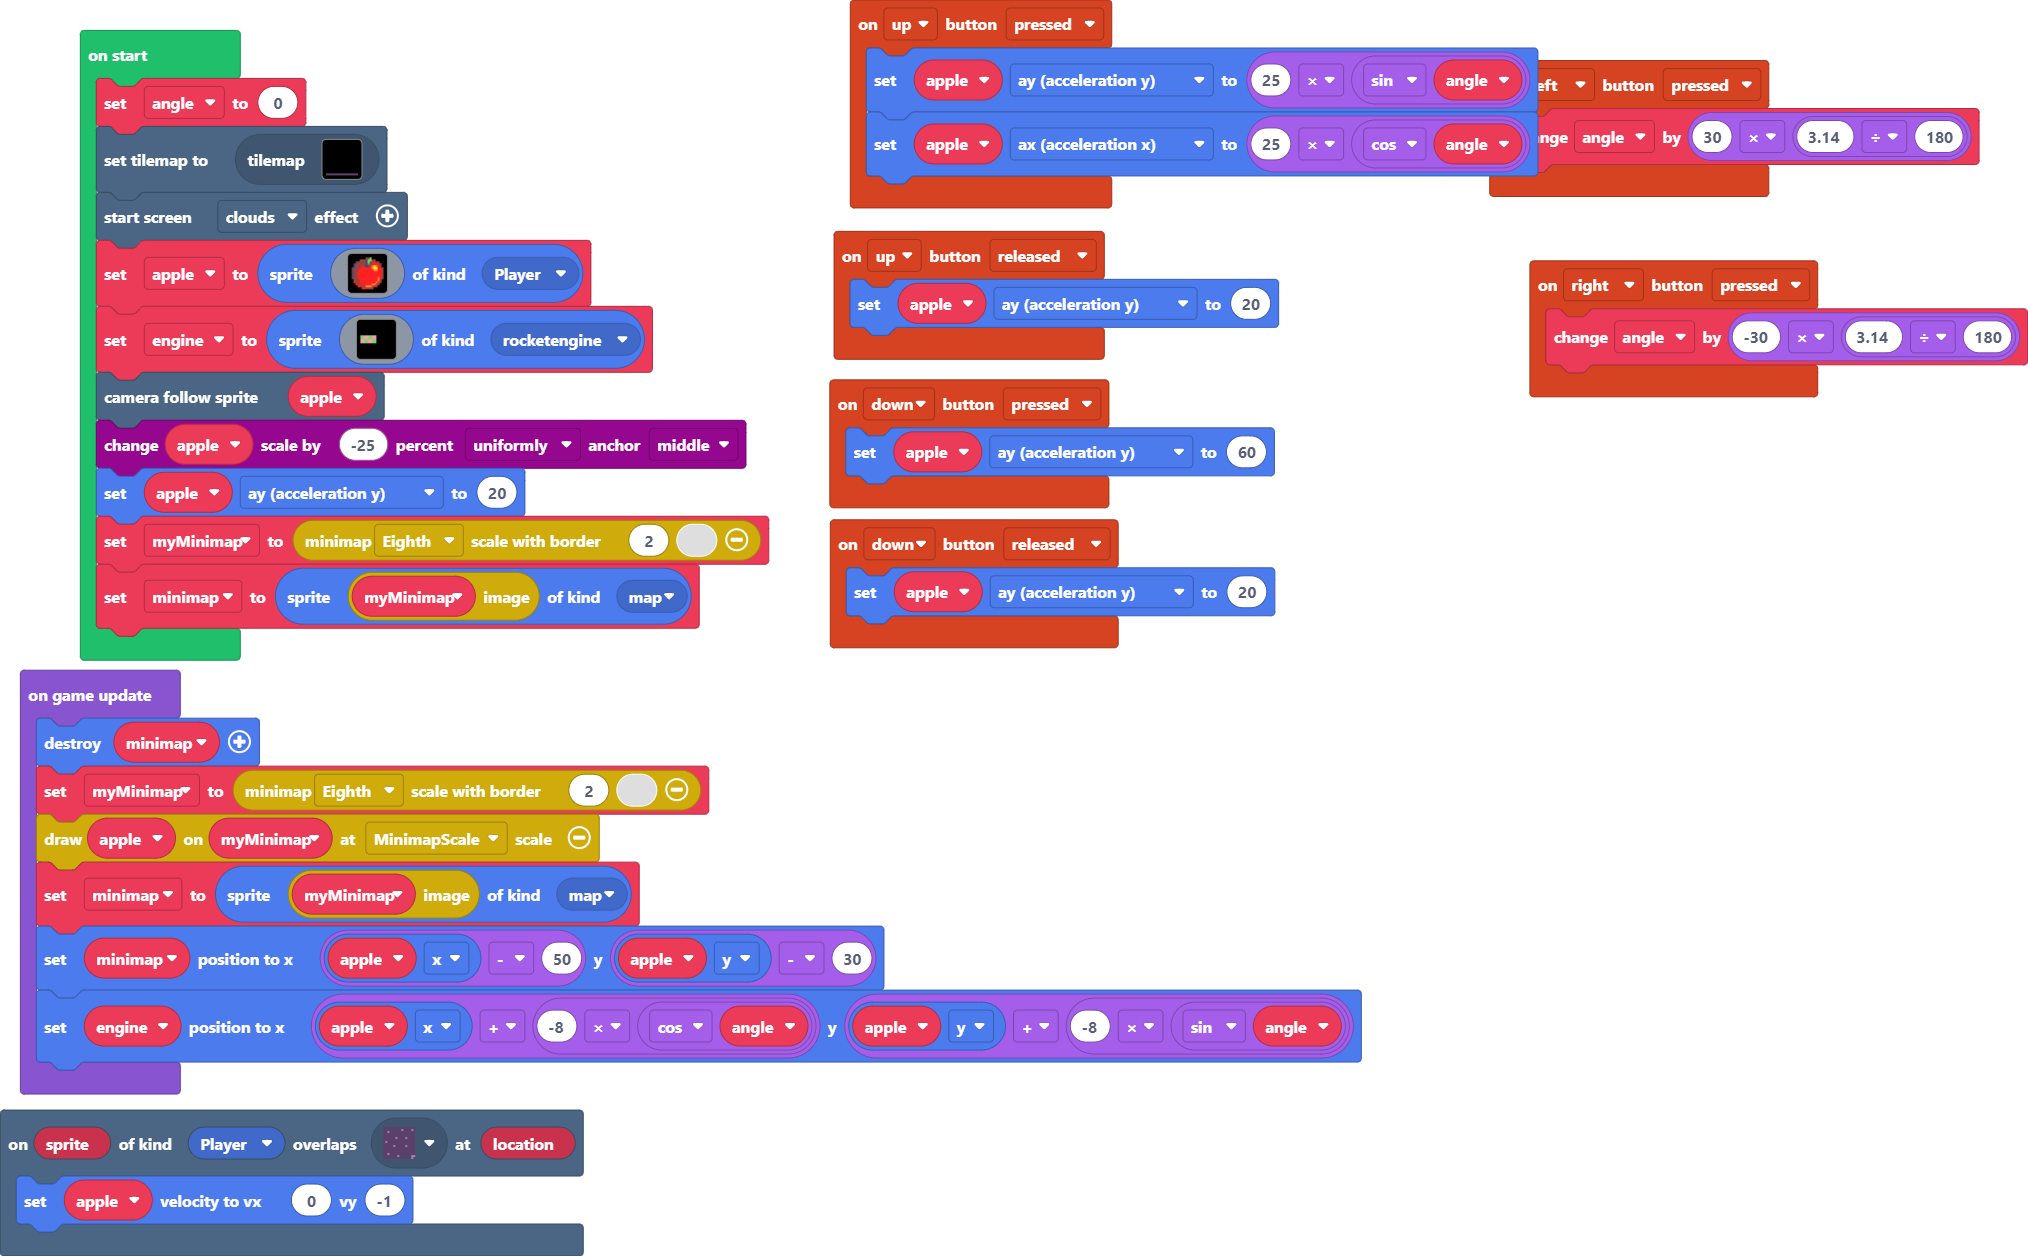 on start
set angle to 0
set tilemap to tilemap
start screen clouds effect
set apple to sprite of kind Player
set engine to sprite of kind rocketengine
camera follow sprite apple
change apple scale by -25 percent uniformly anchor middle
set apple ay (acceleration y) to 20
set myMinimap to minimap Eighth scale with border 2
set minimap to sprite myMinimap image of kind map
on up button pressed
set apple ay (acceleration y) to 25 × sin angle
set apple ax (acceleration x) to 25 × cos angle
eft button pressed
nge angle by 30 × 3.14 ÷ 180
on up button released
set apple ay (acceleration y) to 20
on right button pressed
change angle by -30 × 3.14 ÷ 180
on down button pressed
set apple ay (acceleration y) to 60
on down button released
set apple ay (acceleration y) to 20
on game update
destroy minimap
set myMinimap to minimap Eighth scale with border 2
draw apple on myMinimap at MinimapScale scale
set minimap to sprite myMinimap image of kind map
set minimap position to x apple x - 50 y apple y - 30
set engine position to x apple x + -8 × cos angle y apple y + -8 × sin angle
on sprite of kind Player overlaps at location
set apple velocity to vx 0 vy -1